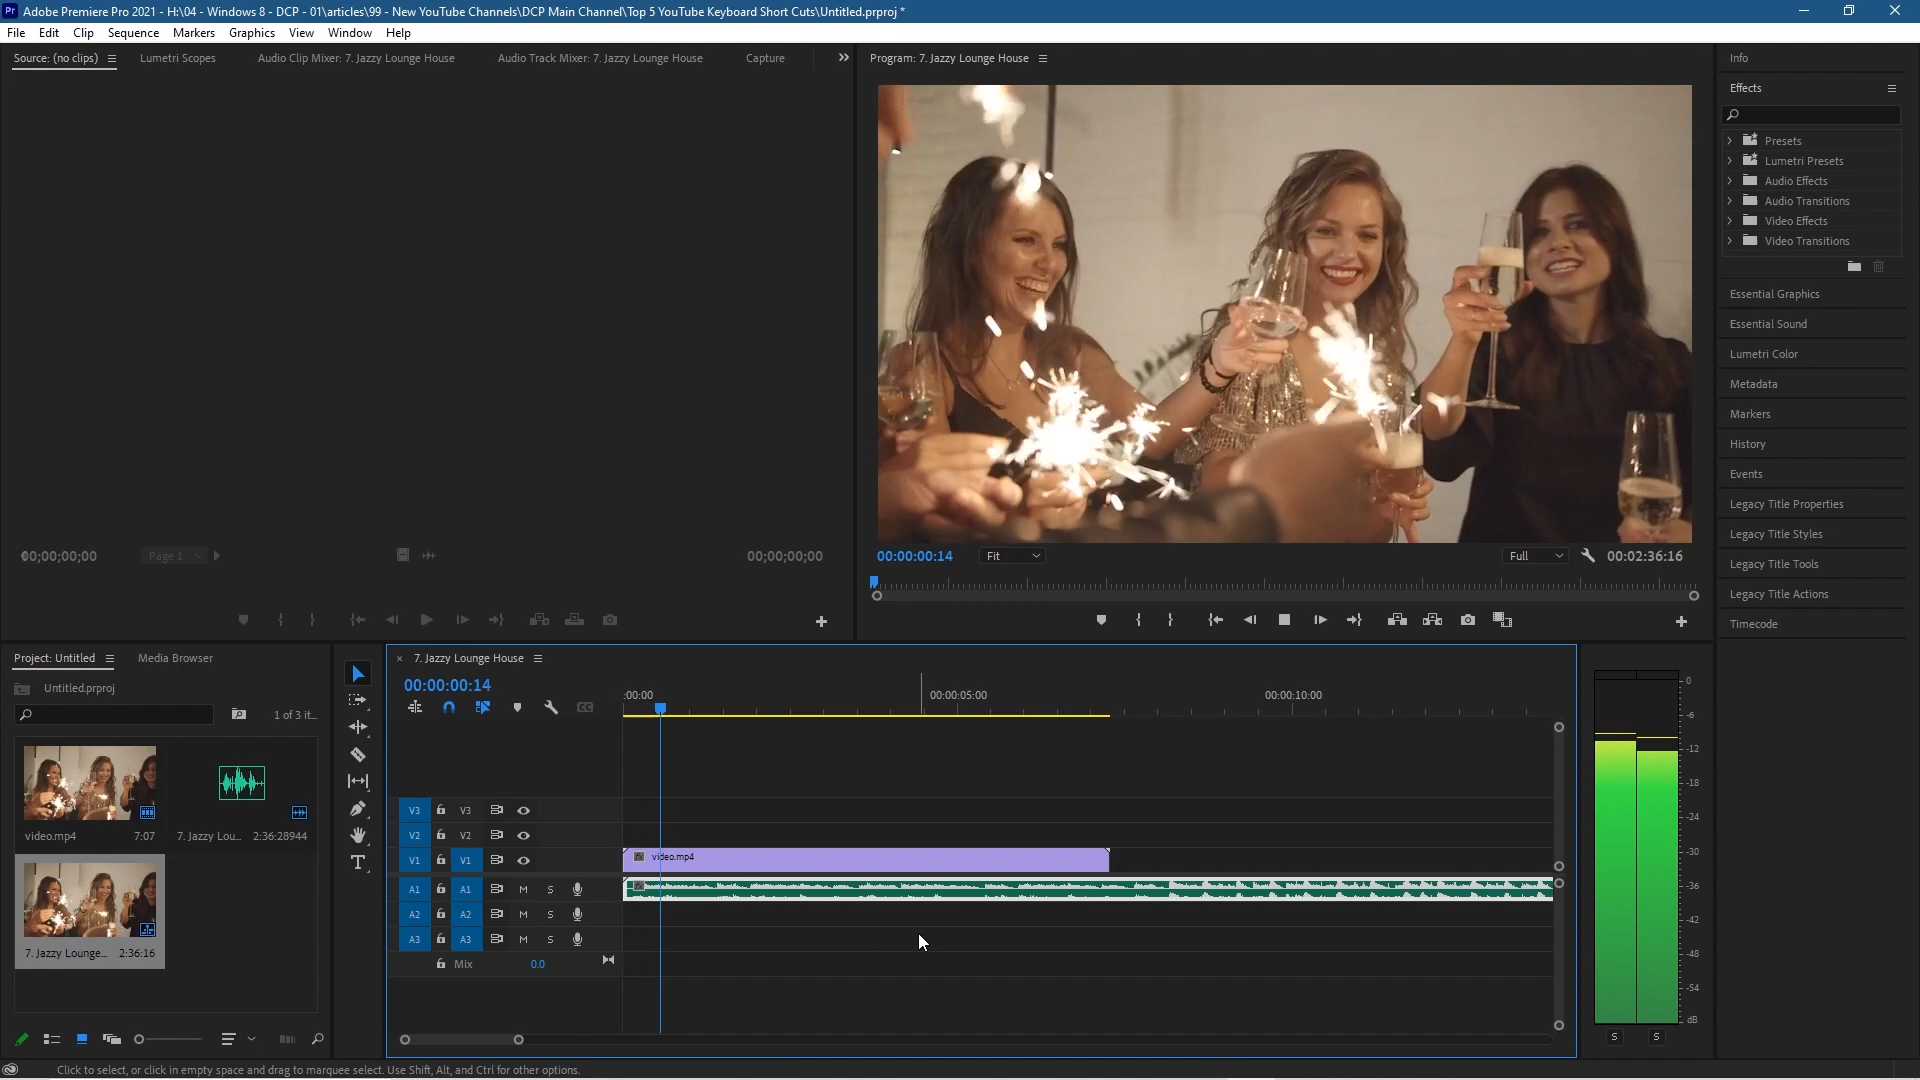 Pr Adobe Premiere Pro 2021 - H:\04 - Windows 8 - DCP - 01\articles\99 - New YouTube Channels\DCP Main Channel\Top 5 YouTube Keyboard Short Cuts\Untitled.prproj *
File Edit Clip Sequence Markers Graphics View Window Help
Source: (no clips) Lumetri Scopes Audio Clip Mixer: 7. Jazzy Lounge House Audio Track Mixer: 7. Jazzy Lounge House Capture
Program: 7. Jazzy Lounge House
Info
Effects
Presets
Lumetri Presets
Audio Effects
Audio Transitions
Video Effects
Video Transitions
Essential Graphics
Essential Sound
Lumetri Color
Metadata
Markers
History
Events
Legacy Title Properties
Legacy Title Styles
Legacy Title Tools
Legacy Title Actions
Timecode
00;00;00;00 Page 1 00;00;00;00
00:00:00:14 Fit Full 00:02:36:16
Project: Untitled Media Browser
Untitled.prproj
1 of 3 it...
video.mp4 7:07
7. Jazzy Lou... 2:36:28944
7. Jazzy Lounge... 2:36:16
7. Jazzy Lounge House
00:00:00:14
:00:00 00:00:05:00 00:00:10:00
V3 V3
V2 V2
V1 V1 fx video.mp4
A1 A1 M S fx
A2 A2 M S
A3 A3 M S
Mix 0.0
0
-6
-12
-18
-24
-30
-36
-42
-48
-54
dB
S S
Click to select, or click in empty space and drag to marquee select. Use Shift, Alt, and Ctrl for other options.